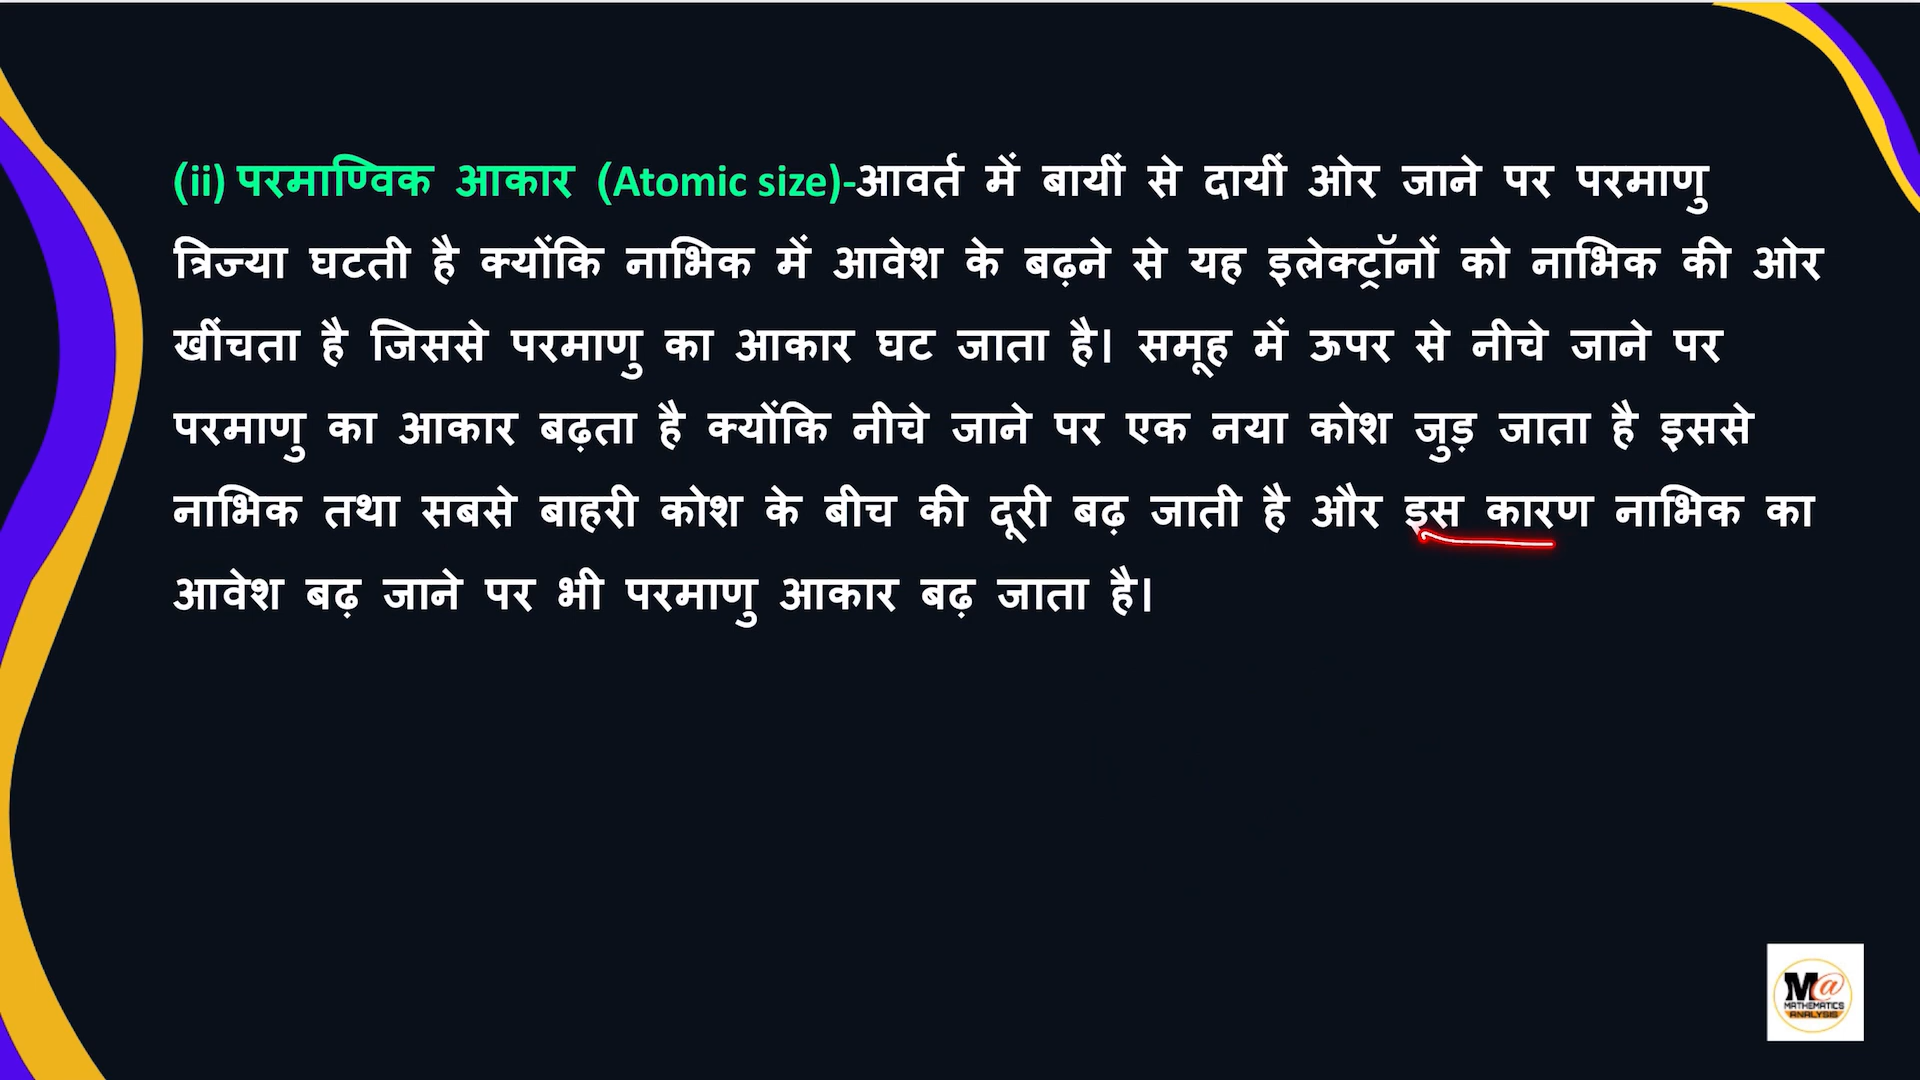 (ii) परमाण्विक आकार (Atomic size)-आवर्त में बायीं से दायीं ओर जाने पर परमाणु
त्रिज्या घटती है क्योंकि नाभिक में आवेश के बढ़ने से यह इलेक्ट्रॉनों को नाभिक की ओर
खींचता है जिससे परमाणु का आकार घट जाता है। समूह में ऊपर से नीचे जाने पर
परमाणु का आकार बढ़ता है क्योंकि नीचे जाने पर एक नया कोश जुड़ जाता है इससे
नाभिक तथा सबसे बाहरी कोश के बीच की दूरी बढ़ जाती है और इस कारण नाभिक का
आवेश बढ़ जाने पर भी परमाणु आकार बढ़ जाता है।
M@
MATHEMATICS
ANALYSIS